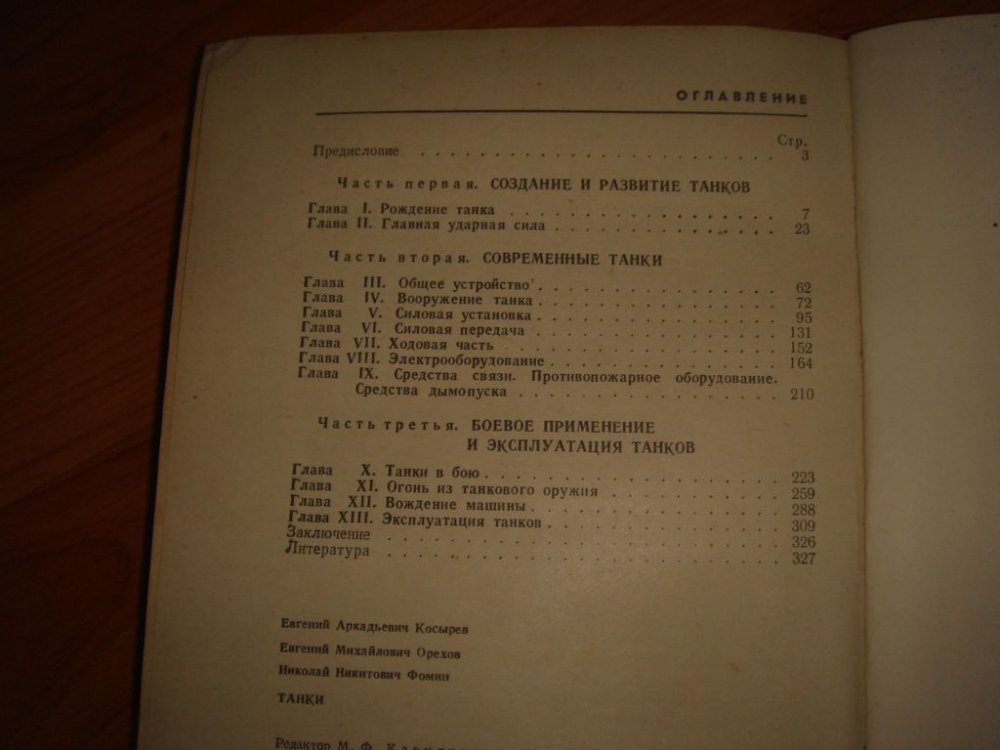 ОГЛАВЛЕНИЕ
Стр.
Предисловие . . . . . . . . . . . . . . . . . . . . 3
Часть первая. СОЗДАНИЕ И РАЗВИТИЕ ТАНКОВ
Глава I. Рождение танка . . . . . . . . . . . . . . . 7
Глава II. Главная ударная сила . . . . . . . . . . . . 23
Часть вторая. СОВРЕМЕННЫЕ ТАНКИ
Глава III. Общее устройство . . . . . . . . . . . . . 62
Глава IV. Вооружение танка . . . . . . . . . . . . . 72
Глава V. Силовая установка . . . . . . . . . . . . . 95
Глава VI. Силовая передача . . . . . . . . . . . . . 131
Глава VII. Ходовая часть . . . . . . . . . . . . . . . 152
Глава VIII. Электрооборудование . . . . . . . . . . . . 164
Глава IX. Средства связи. Противопожарное оборудование.
Средства дымопуска . . . . . . . . . . . . . . 210
Часть третья. БОЕВОЕ ПРИМЕНЕНИЕ
И ЭКСПЛУАТАЦИЯ ТАНКОВ
Глава X. Танки в бою . . . . . . . . . . . . . . . . 223
Глава XI. Огонь из танкового оружия . . . . . . . . . . 259
Глава XII. Вождение машины . . . . . . . . . . . . . . 288
Глава XIII. Эксплуатация танков . . . . . . . . . . . . . 309
Заключение . . . . . . . . . . . . . . . . . . . . . 326
Литература . . . . . . . . . . . . . . . . . . . . . 327
Евгений Аркадьевич Косырев
Евгений Михайлович Орехов
Николай Никитович Фомин
ТАНКИ
Редактор М. Ф.